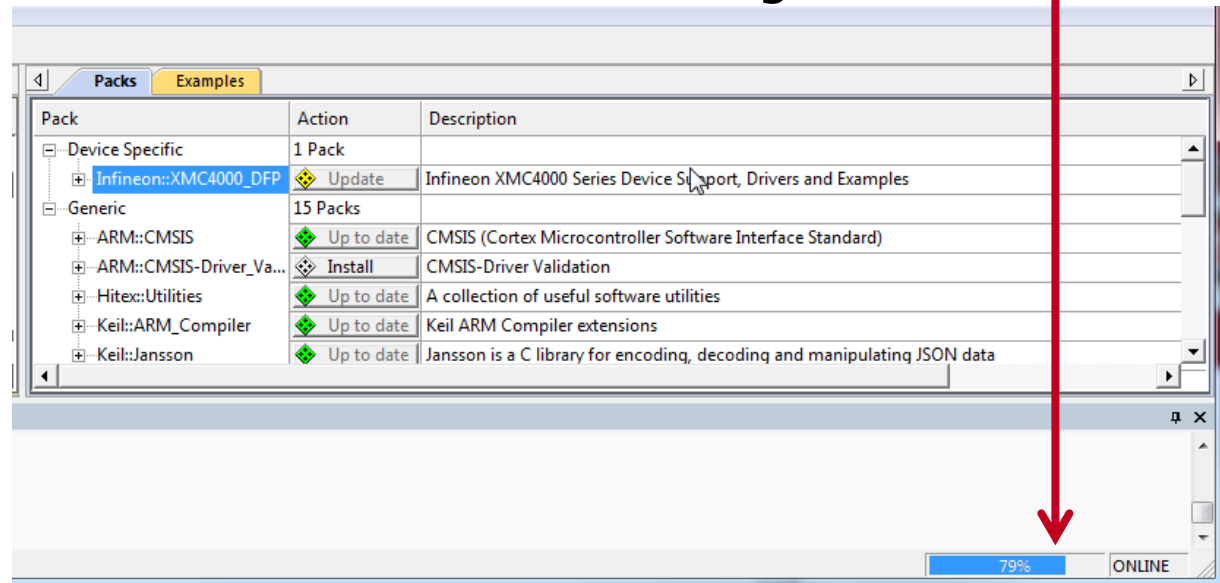 Packs Examples
Pack Action Description
Device Specific 1 Pack
Infineon::XMC4000_DFP Update Infineon XMC4000 Series Device Support, Drivers and Examples
Generic 15 Packs
ARM::CMSIS Up to date CMSIS (Cortex Microcontroller Software Interface Standard)
ARM::CMSIS-Driver_Va... Install CMSIS-Driver Validation
Hitex::Utilities Up to date A collection of useful software utilities
Keil::ARM_Compiler Up to date Keil ARM Compiler extensions
Keil::Jansson Up to date Jansson is a C library for encoding, decoding and manipulating JSON data
79% ONLINE